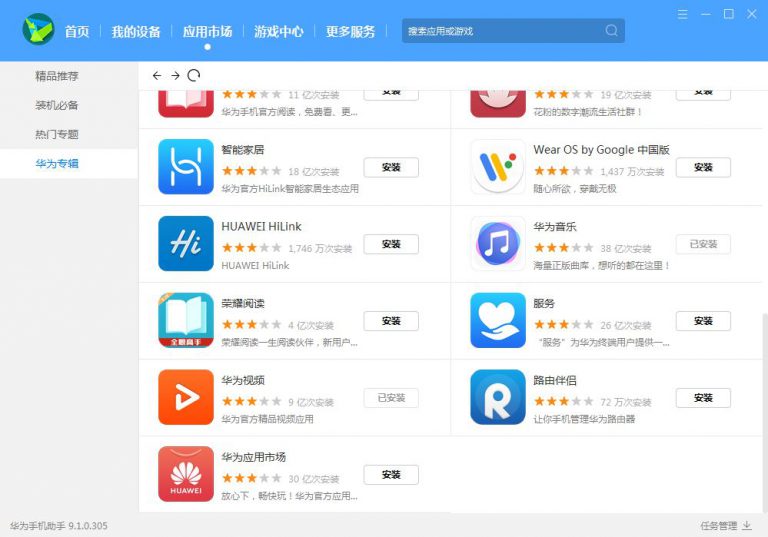 首页 我的设备 应用市场 游戏中心 更多服务 搜索应用或游戏
精品推荐
装机必备
热门专题
华为专辑
11 亿次安装 安装
华为手机官方阅读，免费看、更...
19 亿次安装 安装
花粉的数字潮流生活社群！
智能家居
18 亿次安装 安装
华为官方HiLink智能家居生态应用
Wear OS by Google 中国版
1,437 万次安装 安装
随心所欲，穿戴无极
Hi
HUAWEI HiLink
1,746 万次安装 安装
HUAWEI HiLink
华为音乐
38 亿次安装 已安装
海量正版曲库，想听的都在这里！
全眼高手
荣耀阅读
4 亿次安装 安装
荣耀阅读一生阅读伙伴，新用户...
服务
26 亿次安装 安装
“服务”为华为终端用户提供一...
华为视频
9 亿次安装 已安装
华为官方精品视频应用
R
路由伴侣
72 万次安装 安装
让你手机管理华为路由器
HUAWEI
华为应用市场
30 亿次安装 安装
放心下，畅快玩！华为官方应用...
华为手机助手 9.1.0.305 任务管理